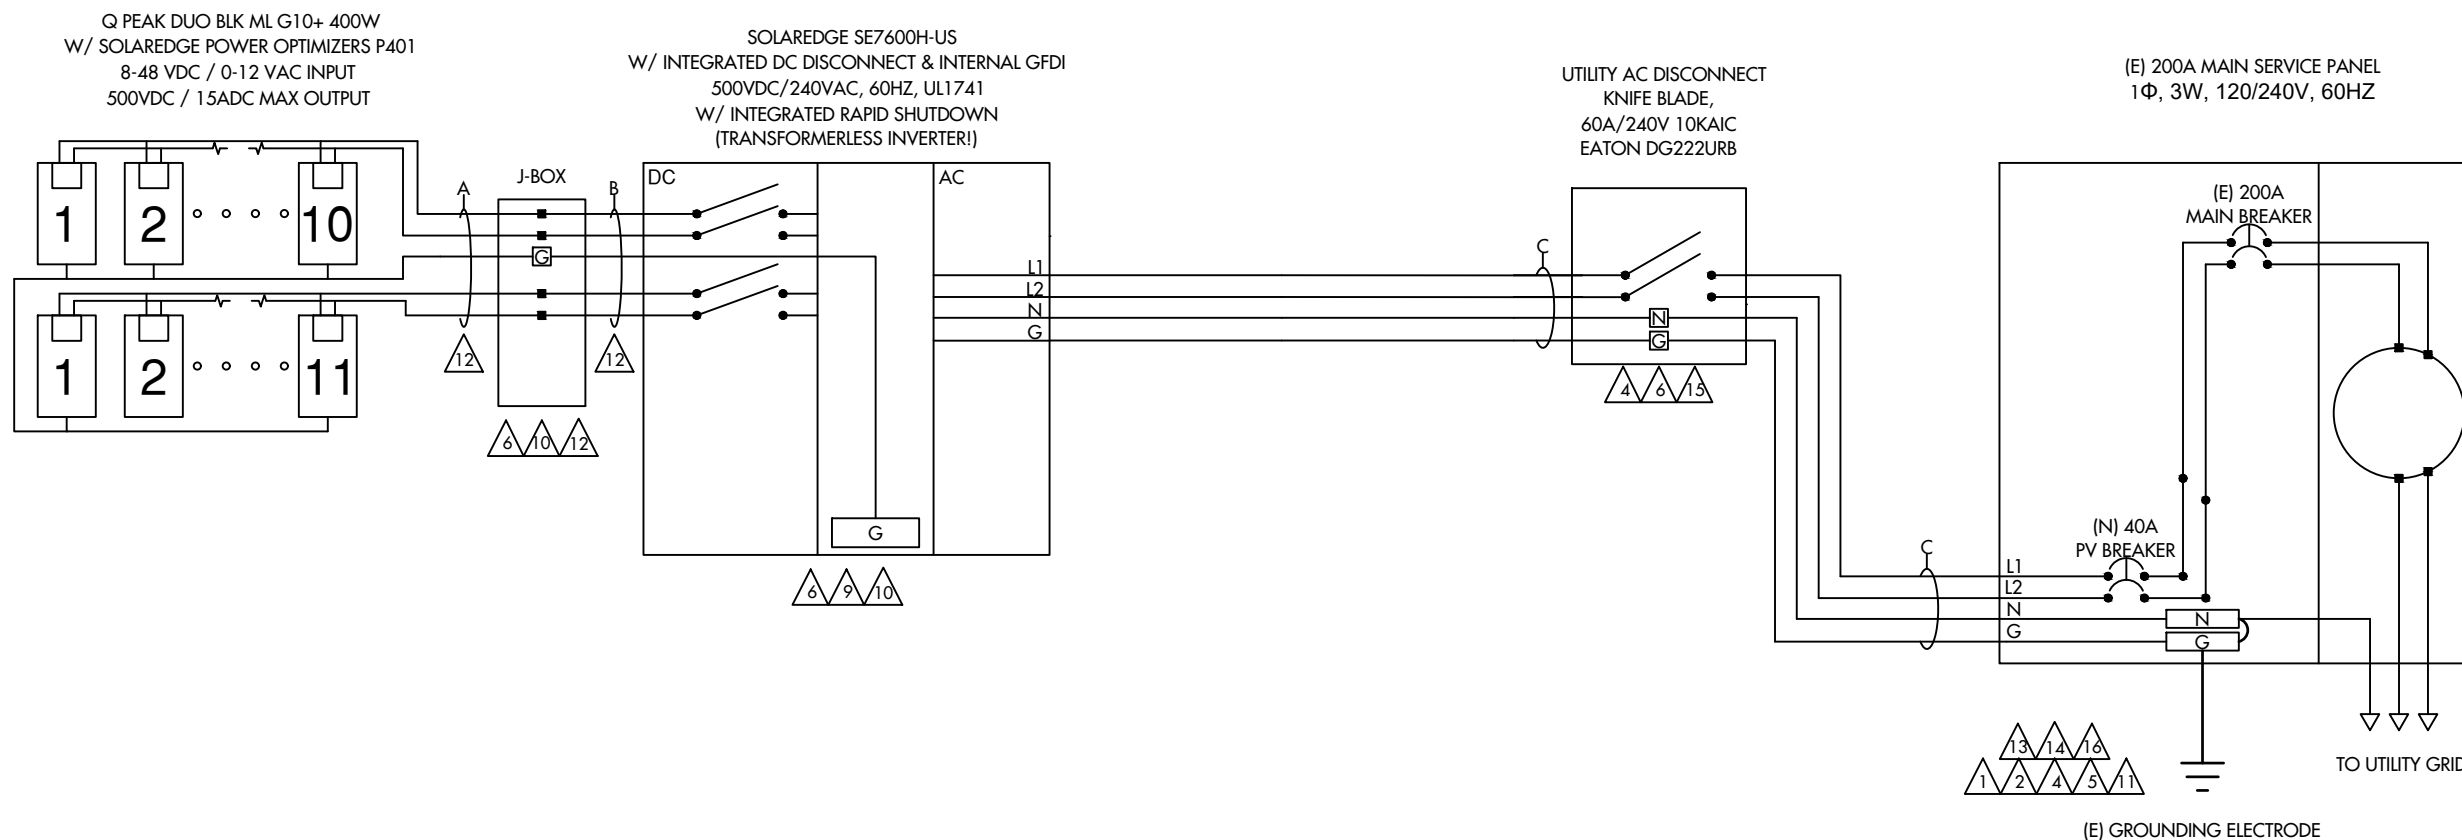 Q PEAK DUO BLK ML G10+ 400W
W/ SOLAREDGE POWER OPTIMIZERS P401
8-48 VDC / 0-12 VAC INPUT
500VDC / 15ADC MAX OUTPUT
SOLAREDGE SE7600H-US
W/ INTEGRATED DC DISCONNECT & INTERNAL GFDI
500VDC/240VAC, 60HZ, UL1741
W/ INTEGRATED RAPID SHUTDOWN
(TRANSFORMERLESS INVERTER!)
UTILITY AC DISCONNECT
KNIFE BLADE,
60A/240V 10KAIC
EATON DG222URB
(E) 200A MAIN SERVICE PANEL
1Φ, 3W, 120/240V, 60HZ
1 2 10
1 2 11
A
J-BOX
B
G
12
12
6 10 12
DC
AC
L1
L2
N
G
G
6 9 10
C
N
G
4 6 15
(E) 200A
MAIN BREAKER
(N) 40A
PV BREAKER
C
L1
L2
N
G
N
G
13 14 16
1 2 4 5 11
TO UTILITY GRID
(E) GROUNDING ELECTRODE